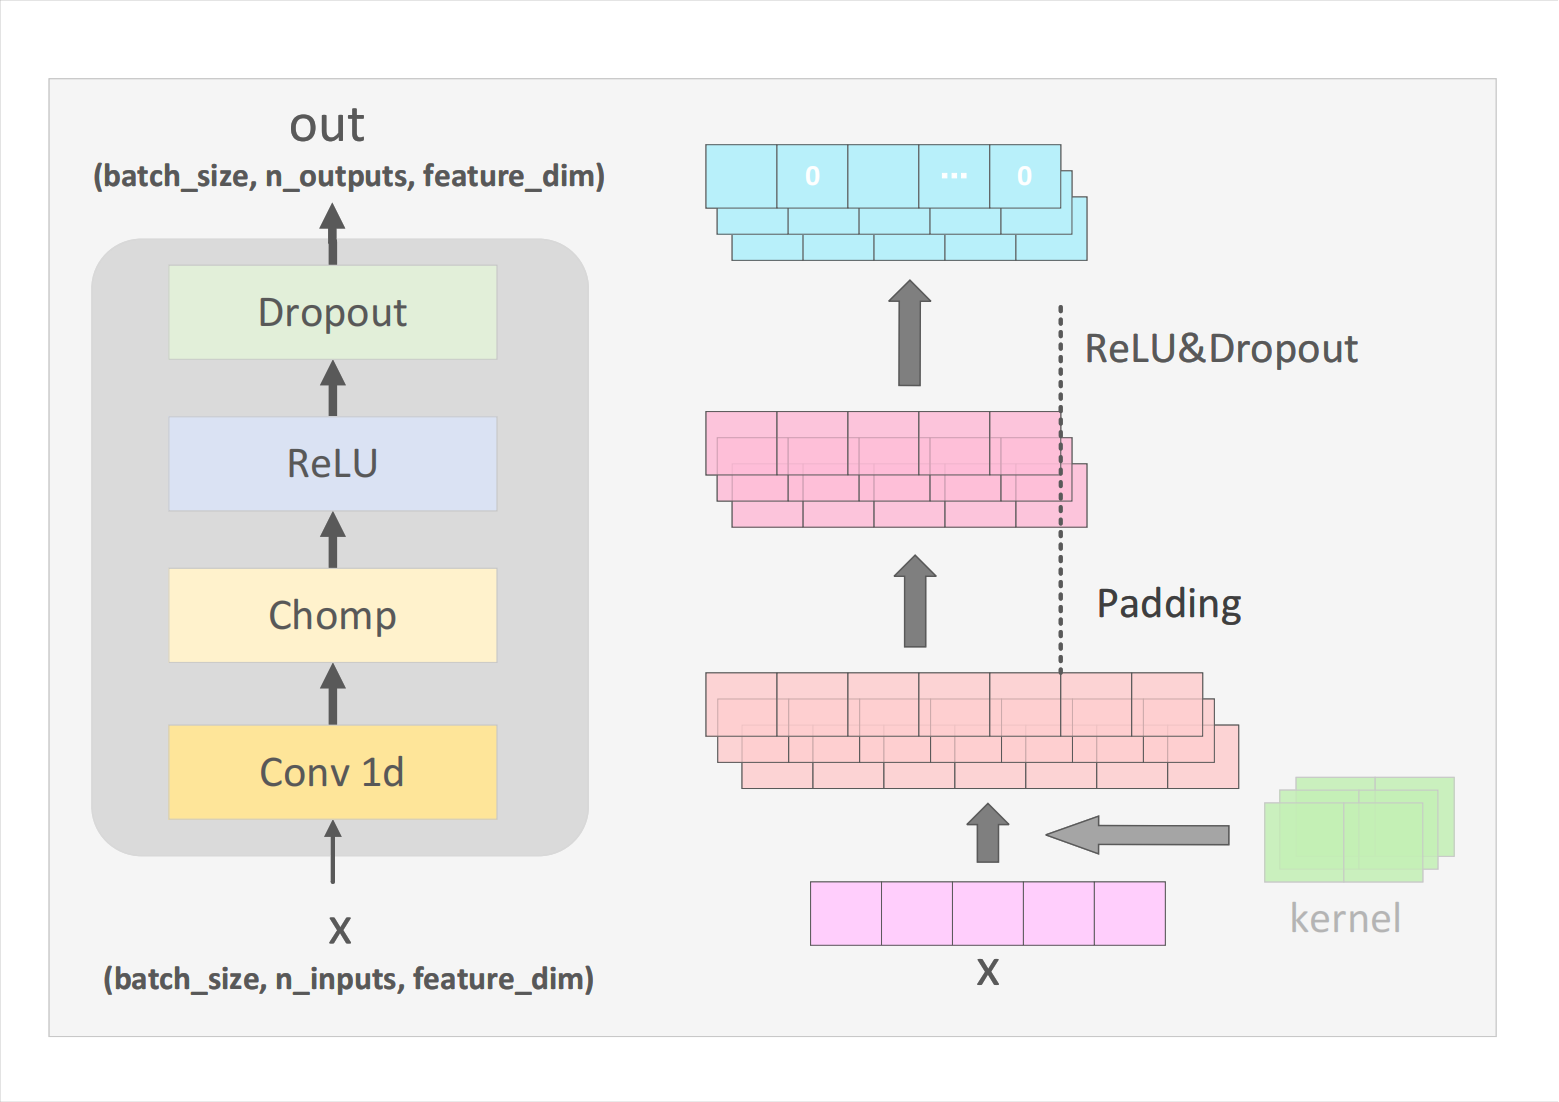 out
(batch_size, n_outputs, feature_dim)
Dropout
ReLU
Chomp
Conv 1d
X
(batch_size, n_inputs, feature_dim)
0 ... 0
ReLU&Dropout
Padding
kernel
X